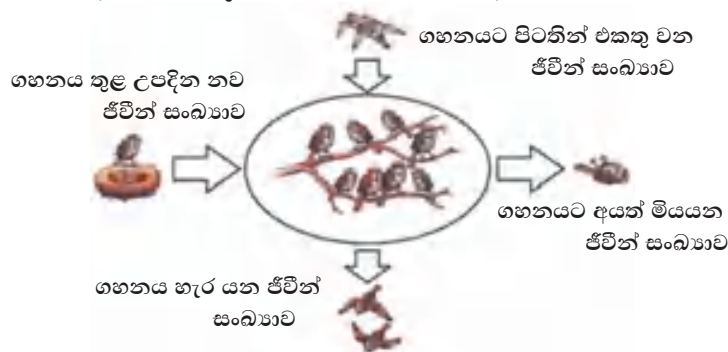 ගහනයට පිටතින් එකතු වන
ජීවීන් සංඛ්‍යාව
ගහනය තුළ උපදින නව
ජීවීන් සංඛ්‍යාව
ගහනයට අයත් මියයන
ජීවීන් සංඛ්‍යාව
ගහනය හැර යන ජීවීන්
සංඛ්‍යාව